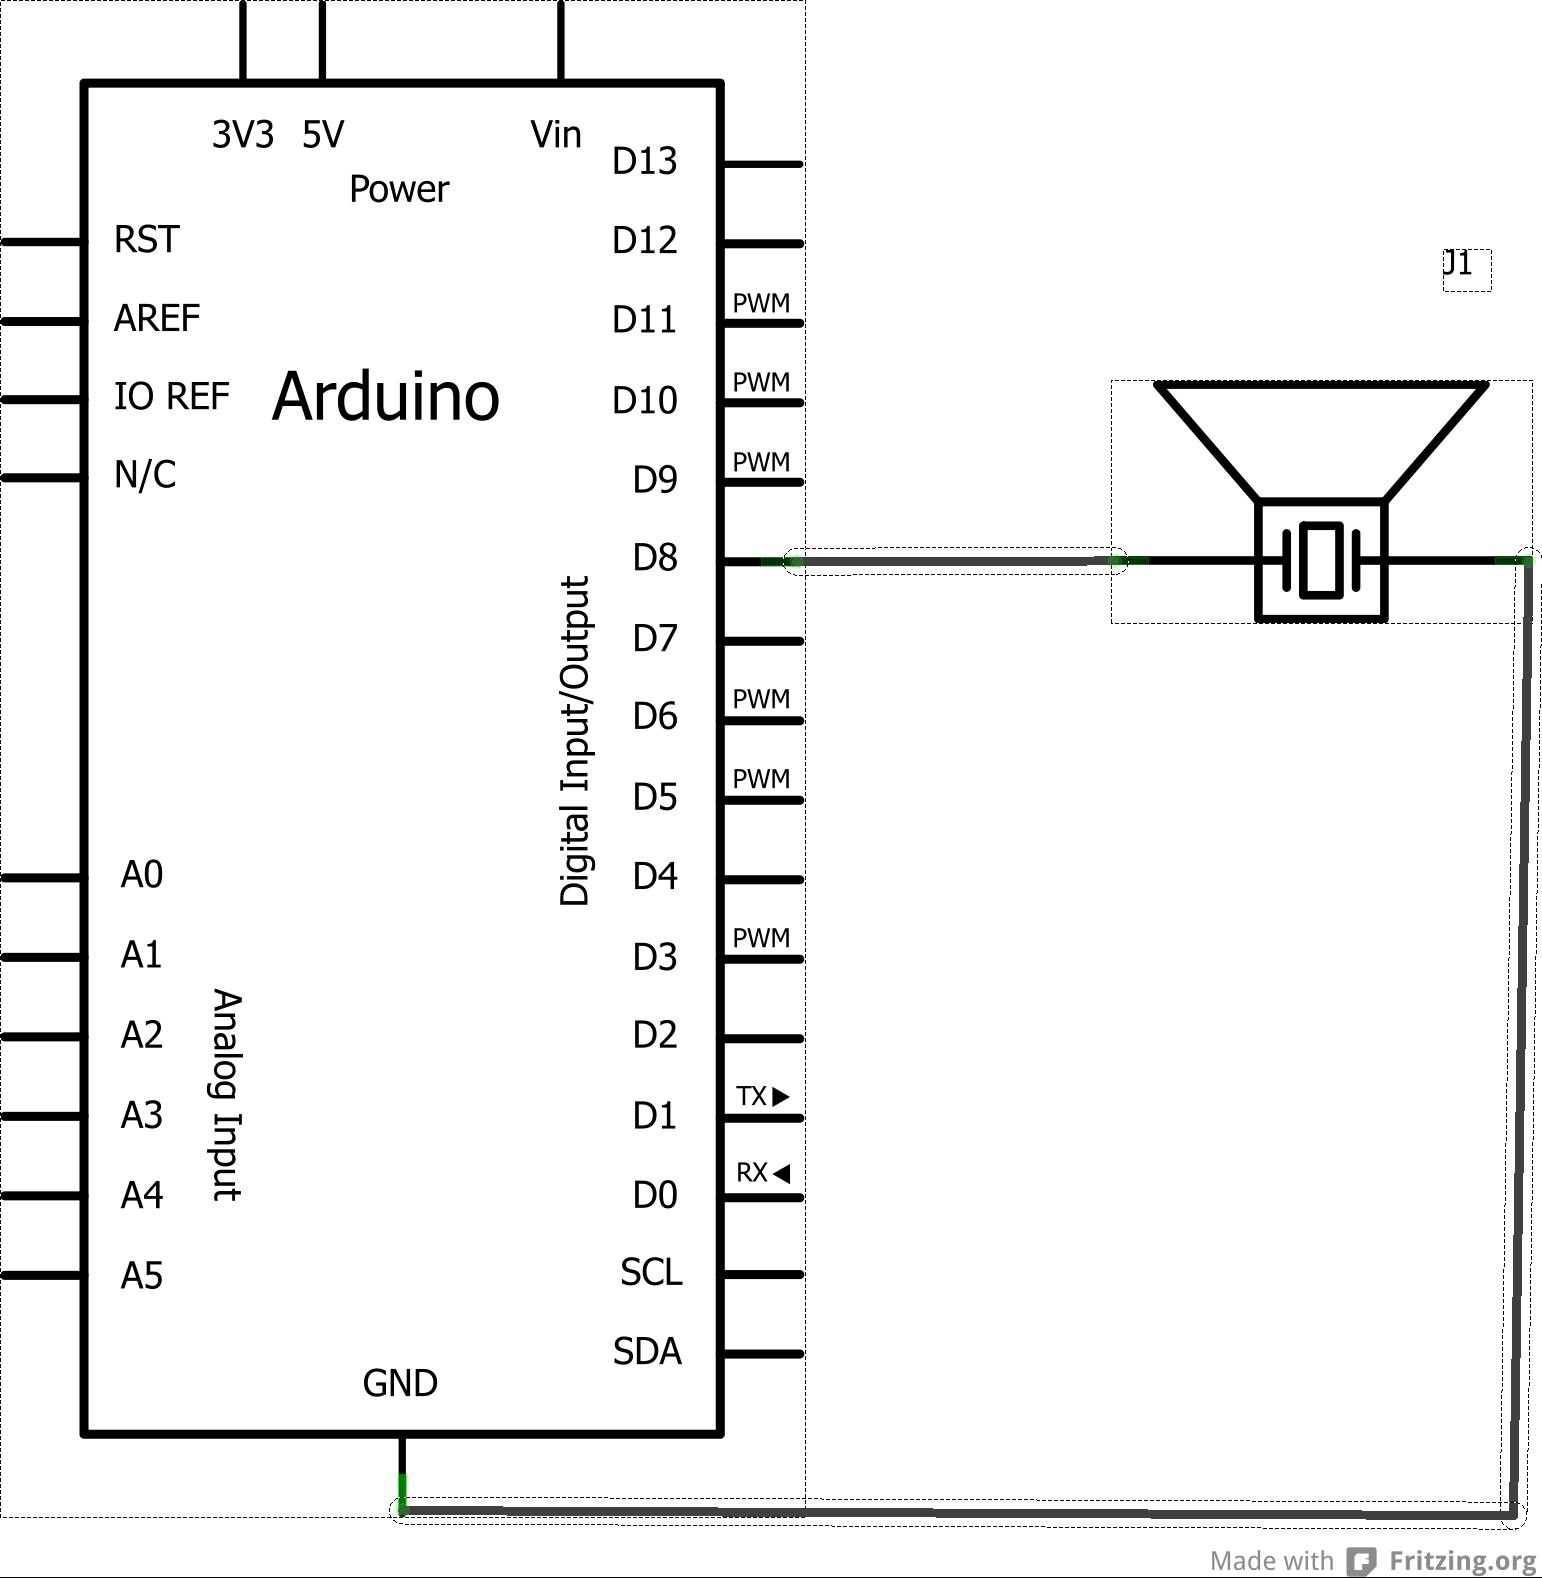 3V3 5V Vin
Power
D13
RST
D12
AREF
PWM
D11
IO REF
Arduino
PWM
D10
N/C
PWM
D9
D8
D7
PWM
D6
PWM
D5
Digital Input/Output
A0
D4
A1
PWM
D3
A2
D2
Analog Input
A3
TX
D1
A4
RX
D0
A5
SCL
SDA
GND
J1
Made with Fritzing.org